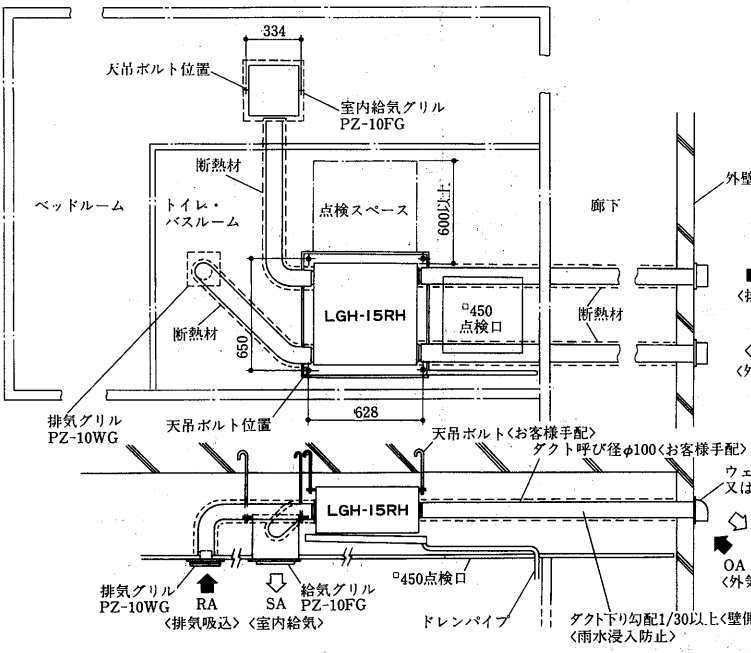 334
天吊ボルト位置
室内給気グリル
PZ-10FG
断熱材
ベッドルーム
トイレ・
バスルーム
点検スペース
600以上
廊下
外壁
LGH-15RH
□450
点検口
断熱材
断熱材
650
628
排気グリル
PZ-10WG
天吊ボルト位置
天吊ボルト<お客様手配>
ダクト呼び径φ100<お客様手配>
LGH-15RH
排気グリル
PZ-10WG
RA
<排気吸込>
SA
<室内給気>
給気グリル
PZ-10FG
□450点検口
ドレンパイプ
又は
OA
ダクト下り勾配1/30以上<壁側
<雨水浸入防止>